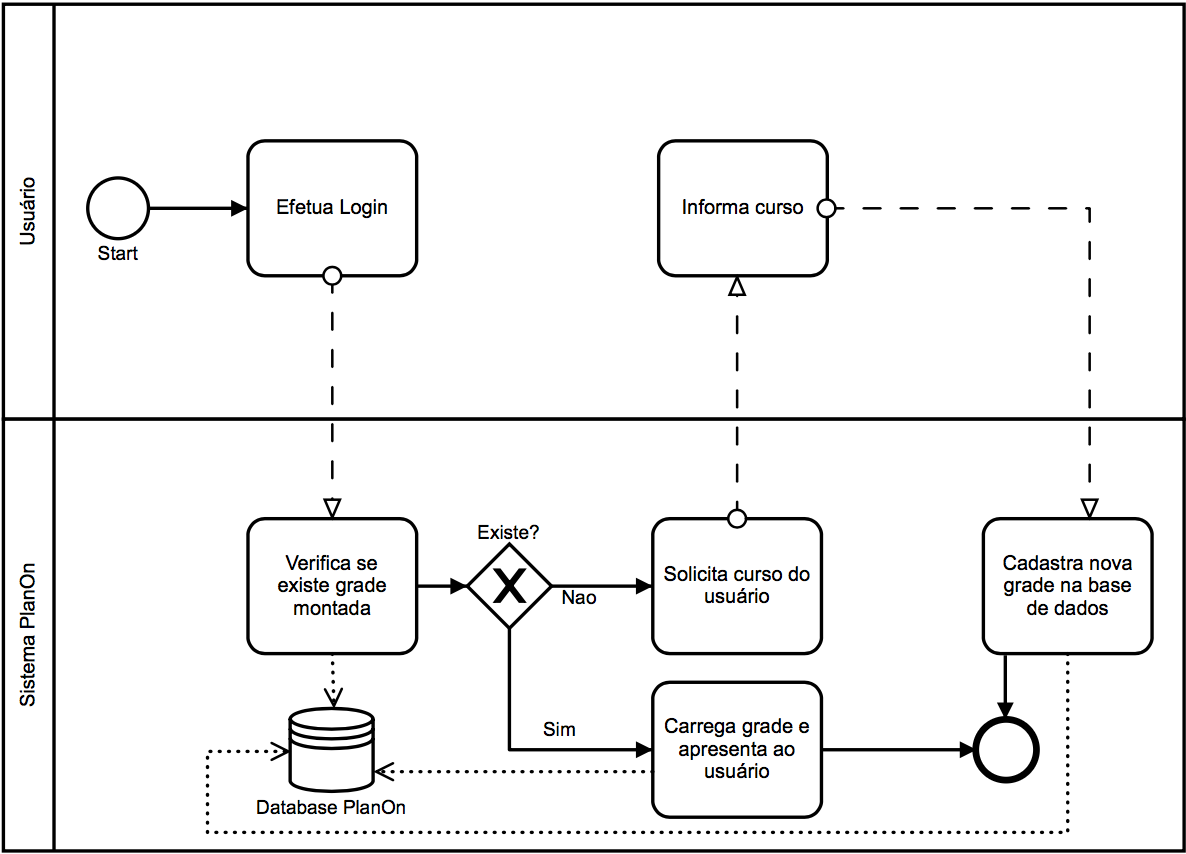 Usuário
Start
Efetua Login
Informa curso
Sistema PlanOn
Verifica se
existe grade
montada
Existe?
Nao
Sim
Solicita curso do
usuário
Cadastra nova
grade na base
de dados
Carrega grade e
apresenta ao
usuário
Database PlanOn